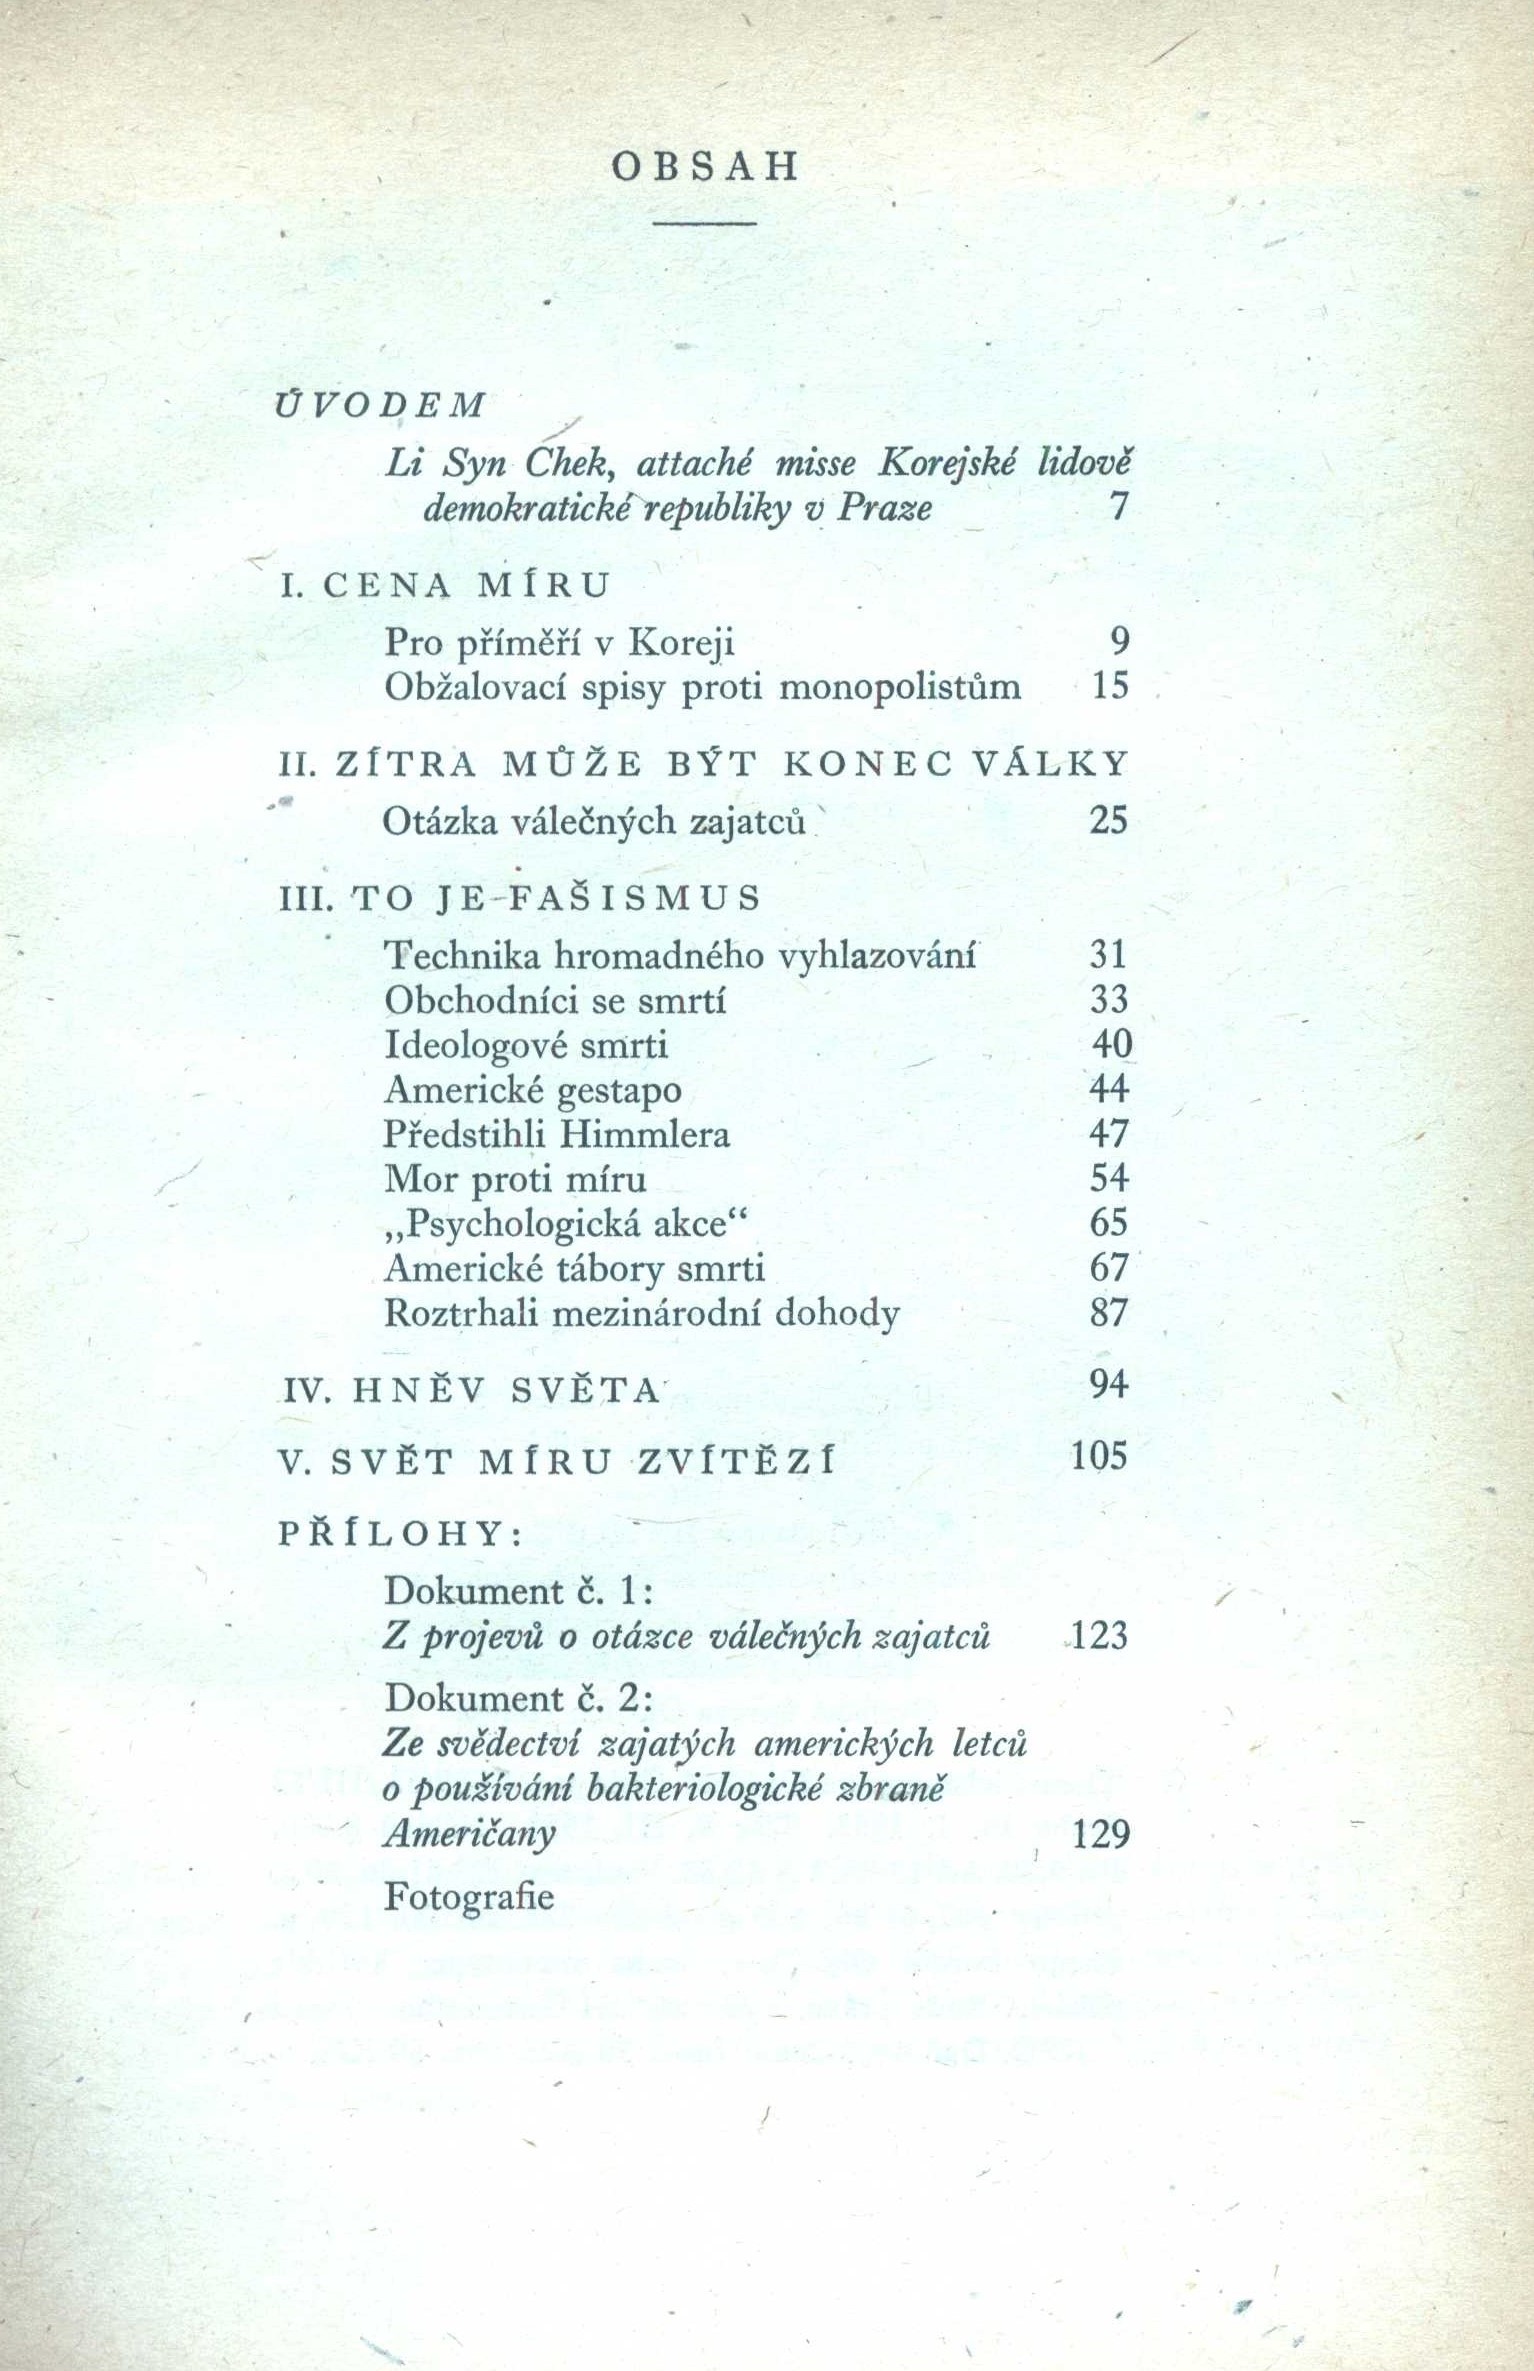 OBSAH
ÚVODEM
Li Syn Chek, attaché misse Korejské lidově
demokratické republiky v Praze 7
I. CENA MÍRU
Pro příměří v Koreji 9
Obžalovací spisy proti monopolistům 15
II. ZÍTRA MŮŽE BÝT KONEC VÁLKY
Otázka válečných zajatců 25
III. TO JE FAŠISMUS
Technika hromadného vyhlazování 31
Obchodníci se smrtí 33
Ideologové smrti 40
Americké gestapo 44
Předstihli Himmlera 47
Mor proti míru 54
„Psychologická akce“ 65
Americké tábory smrti 67
Roztrhali mezinárodní dohody 87
IV. HNĚV SVĚTA 94
V. SVĚT MÍRU ZVÍTĚZÍ 105
PŘÍLOHY:
Dokument č. 1:
Z projevů o otázce válečných zajatců 123
Dokument č. 2:
Ze svědectví zajatých amerických letců
o používání bakteriologické zbraně
Američany 129
Fotografie